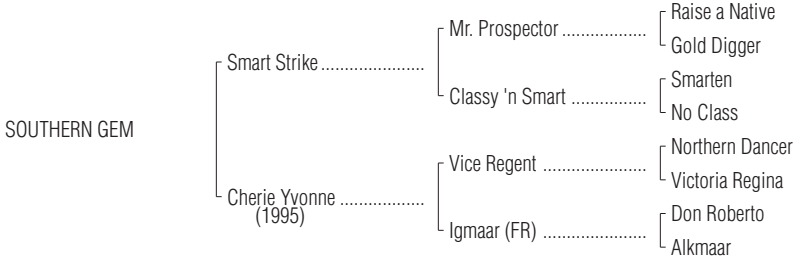 Raise a Native
Mr. Prospector ..................
Gold Digger
Smart Strike ......................
Smarten
Classy 'n Smart ................
No Class
SOUTHERN GEM
Northern Dancer
Vice Regent ......................
Victoria Regina
Cherie Yvonne ..................
(1995)
Don Roberto
Igmaar (FR) ......................
Alkmaar